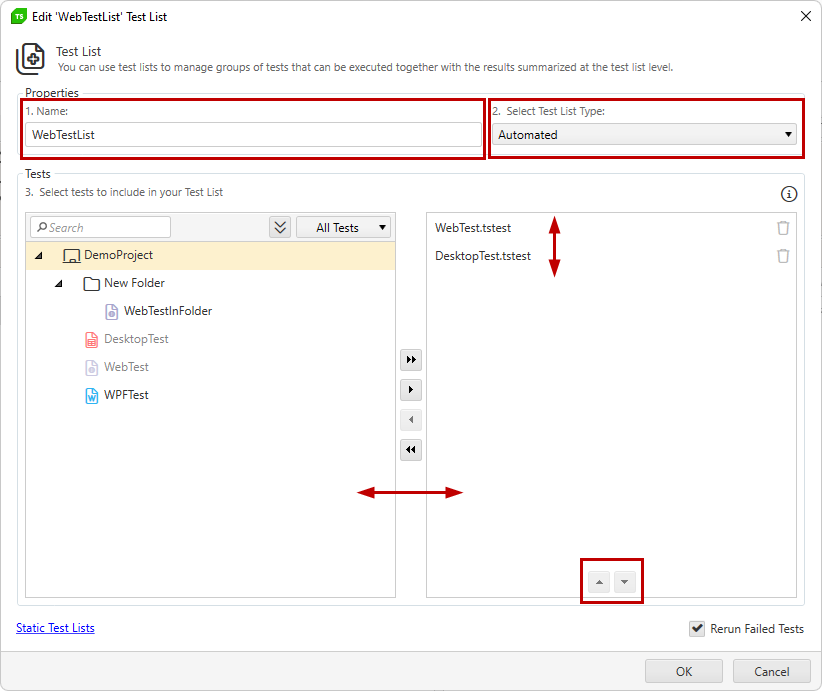 TS Edit 'WebTestList' Test List
Test List
You can use test lists to manage groups of tests that can be executed together with the results summarized at the test list level.
Properties
1. Name:
WebTestList
2. Select Test List Type:
Automated
Tests
3. Select tests to include in your Test List
Search
All Tests
DemoProject
New Folder
WebTestInFolder
DesktopTest
WebTest
WPFTest
WebTest.tstest
DesktopTest.tstest
Static Test Lists
Rerun Failed Tests
OK
Cancel